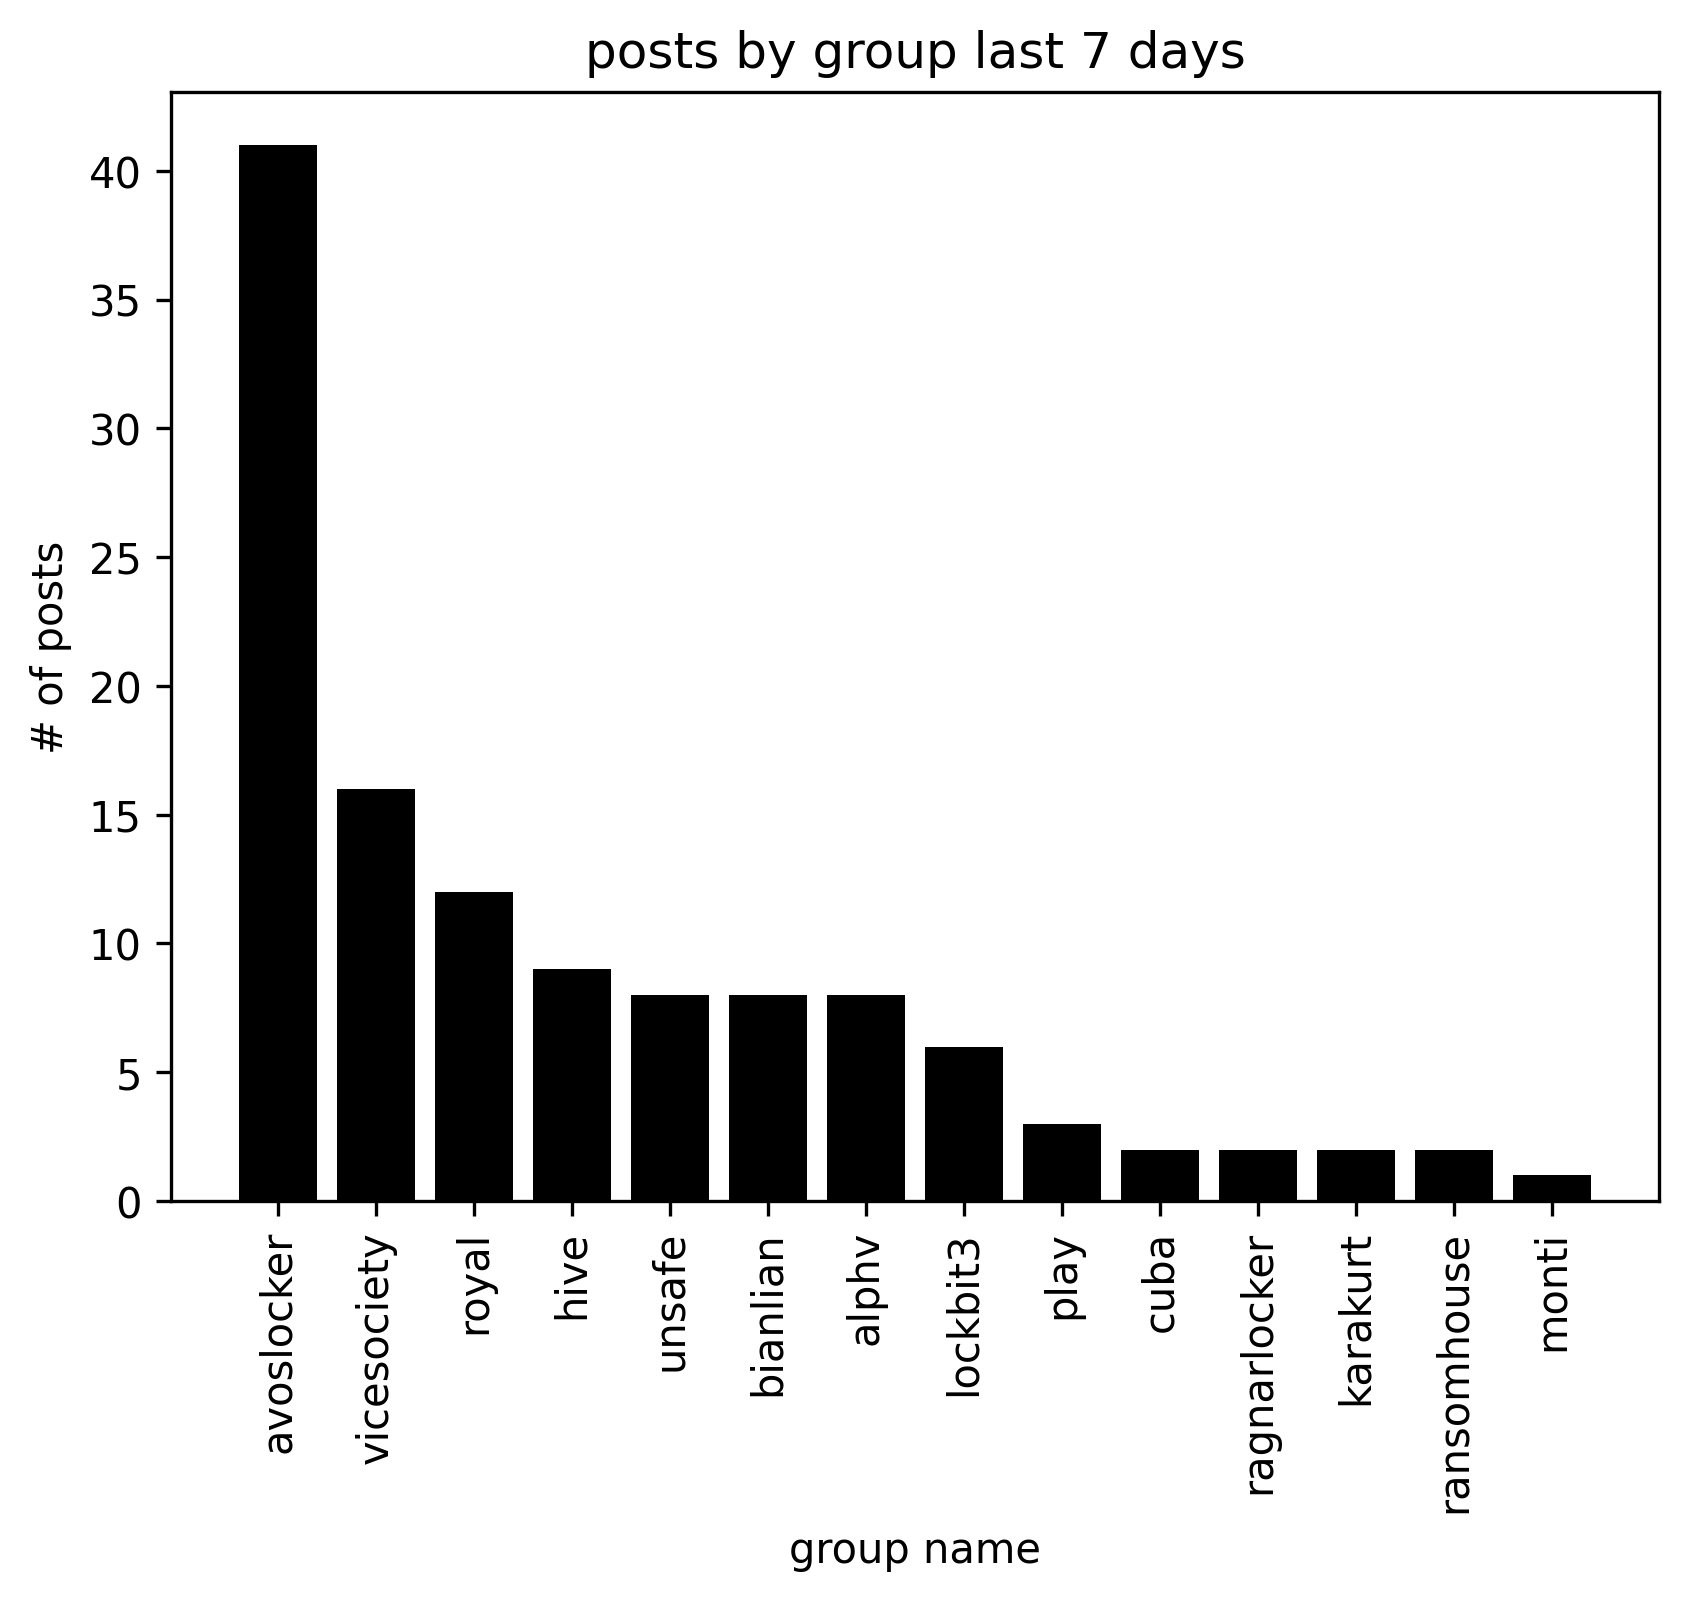 posts by group last 7 days
# of posts
40
35
30
25
20
15
10
5
0
avoslocker
vicesociety
royal
hive
unsafe
bianlian
alphv
lockbit3
play
cuba
ragnarlocker
karakurt
ransomhouse
monti
group name